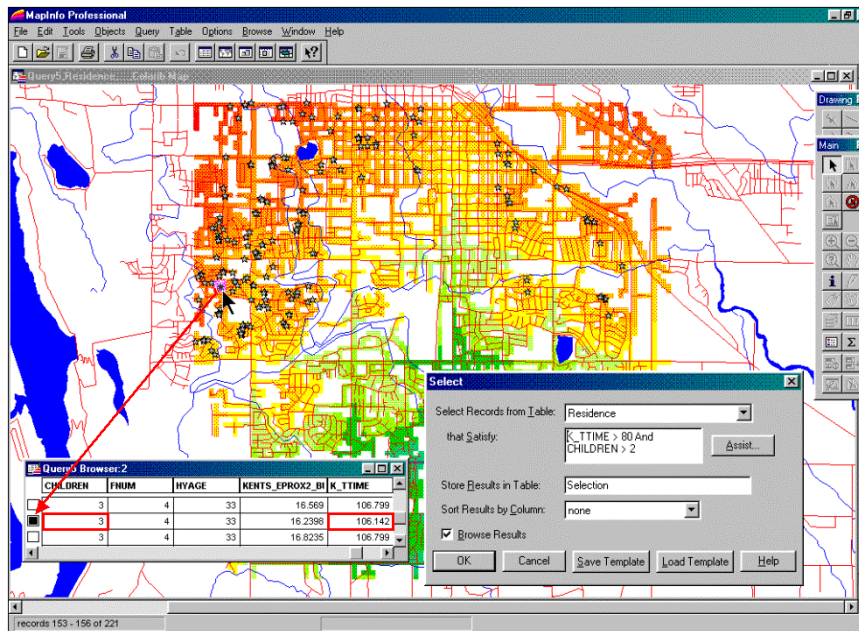 MapInfo Professional
File Edit Tools Objects Query Table Options Browse Window Help
Query5,Residence,...,Colorib Map
Drawing
Main
Select
Select Records from Table: Residence
that Satisfy: K_TTIME > 80 And
CHILDREN > 2
Assist...
Store Results in Table: Selection
Sort Results by Column: none
Browse Results
OK Cancel Save Template Load Template Help
Query5 Browser:2
CHILDREN FNUM HYAGE KENTS_EPROX2_BI K_TTIME
3 4 33 16.569 106.799
3 4 33 16.2398 106.142
3 4 33 16.8235 106.799
records 153 - 156 of 221